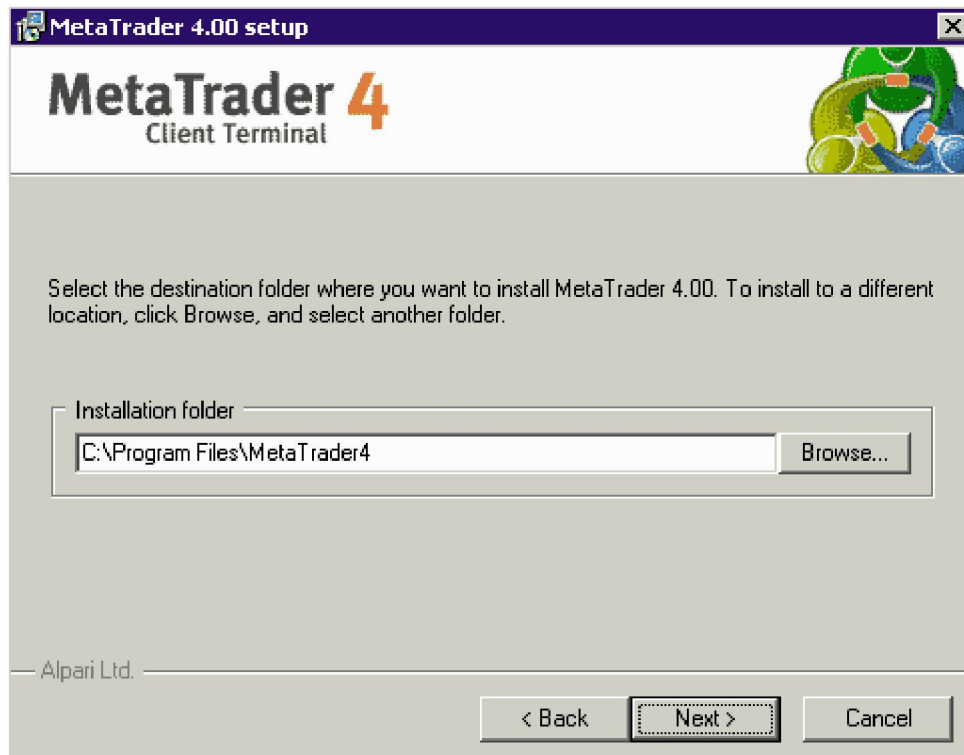 MetaTrader 4.00 setup
MetaTrader 4
Client Terminal
Select the destination folder where you want to install MetaTrader 4.00. To install to a different
location, click Browse, and select another folder.
Installation folder
C:\Program Files\MetaTrader4
Browse...
Alpari Ltd.
< Back
Next >
Cancel